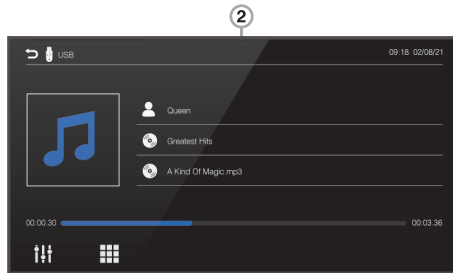 2
USB 09:18 02/08/21
Queen
Greatest Hits
A Kind Of Magic.mp3
00:00.30 00:03.36